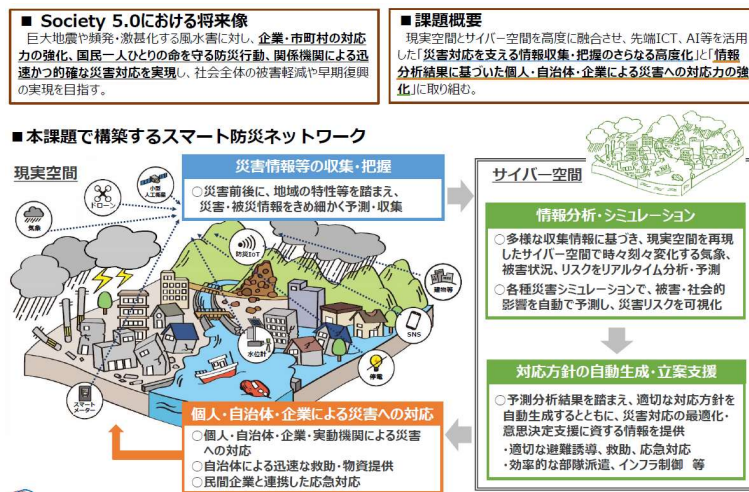 ■ Society 5.0における将来像
巨大地震や頻発・激甚化する風水害に対し、企業・市町村の対応
力の強化、国民一人ひとりの命を守る防災行動、関係機関による迅
速かつ的確な災害対応を実現し、社会全体の被害軽減や早期復興
の実現を目指す。
■課題概要
現実空間とサイバー空間を高度に融合させ、先端ICT、AI等を活用
した「災害対応を支える情報収集・把握のさらなる高度化」と「情報
分析結果に基づいた個人・自治体・企業による災害への対応力の強
化」に取り組む。
■本課題で構築するスマート防災ネットワーク
現実空間
災害情報等の収集・把握
○災害前後に、地域の特性等を踏まえ、
災害・被災情報をきめ細かく予測・収集
小型
人工衛星
ドローン
気象
防災IoT
建物等
SNS
水位計
停電
スマート
メーター
サイバー空間
情報分析・シミュレーション
○多様な収集情報に基づき、現実空間を再現
したサイバー空間で時々刻々変化する気象、
被害状況、リスクをリアルタイム分析・予測
○各種災害シミュレーションで、被害・社会的
影響を自動で予測し、災害リスクを可視化
対応方針の自動生成・立案支援
○予測分析結果を踏まえ、適切な対応方針を
自動生成するとともに、災害対応の最適化・
意思決定支援に資する情報を提供
・適切な避難誘導、救助、応急対応
・効率的な部隊派遣、インフラ制御 等
個人・自治体・企業による災害への対応
○個人・自治体・企業・実動機関による災害
への対応
○自治体による迅速な救助・物資提供
○民間企業と連携した応急対応